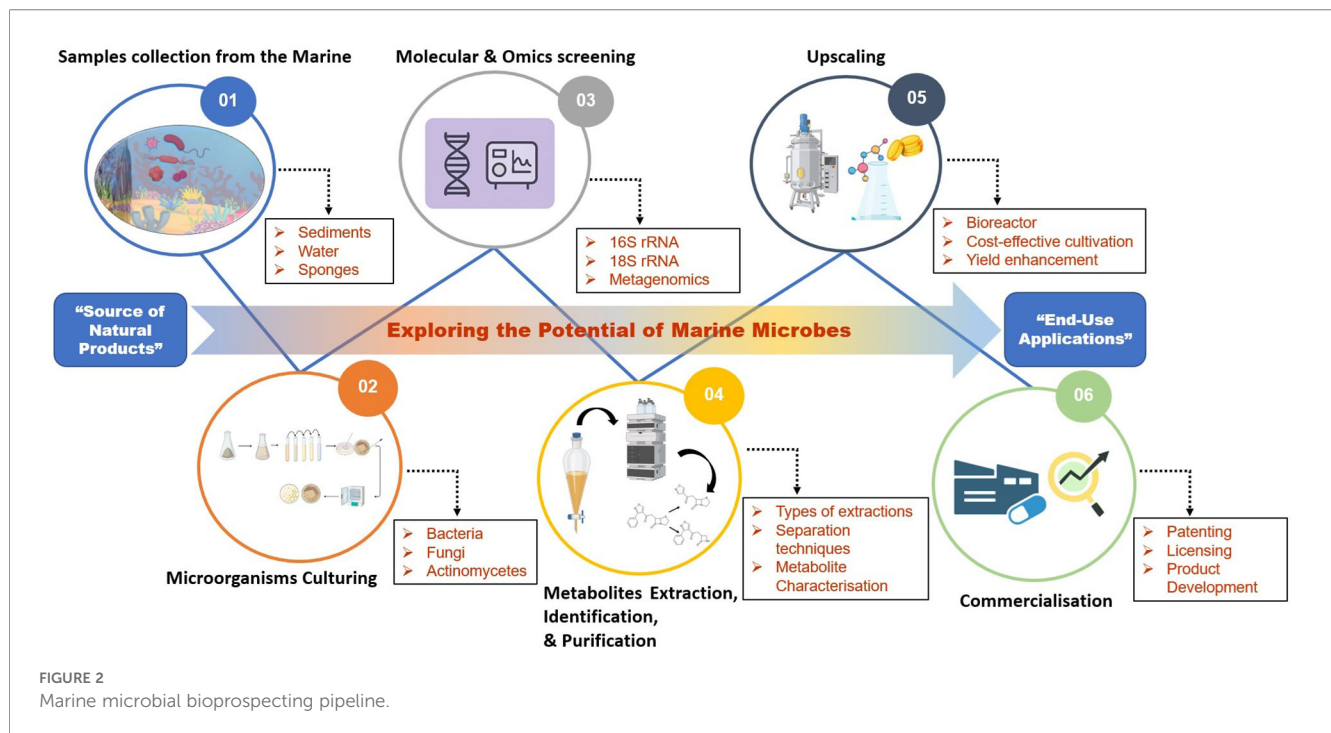 Samples collection from the Marine
01
➢ Sediments
➢ Water
➢ Sponges
Molecular & Omics screening
03
➢ 16S rRNA
➢ 18S rRNA
➢ Metagenomics
Upscaling
05
➢ Bioreactor
➢ Cost-effective cultivation
➢ Yield enhancement
“Source of
Natural
Products”
Exploring the Potential of Marine Microbes
“End-Use
Applications”
02
➢ Bacteria
➢ Fungi
➢ Actinomycetes
Microorganisms Culturing
04
➢ Types of extractions
➢ Separation
techniques
➢ Metabolite
Characterisation
Metabolites Extraction,
Identification,
& Purification
06
➢ Patenting
➢ Licensing
➢ Product
Development
Commercialisation
FIGURE 2
Marine microbial bioprospecting pipeline.